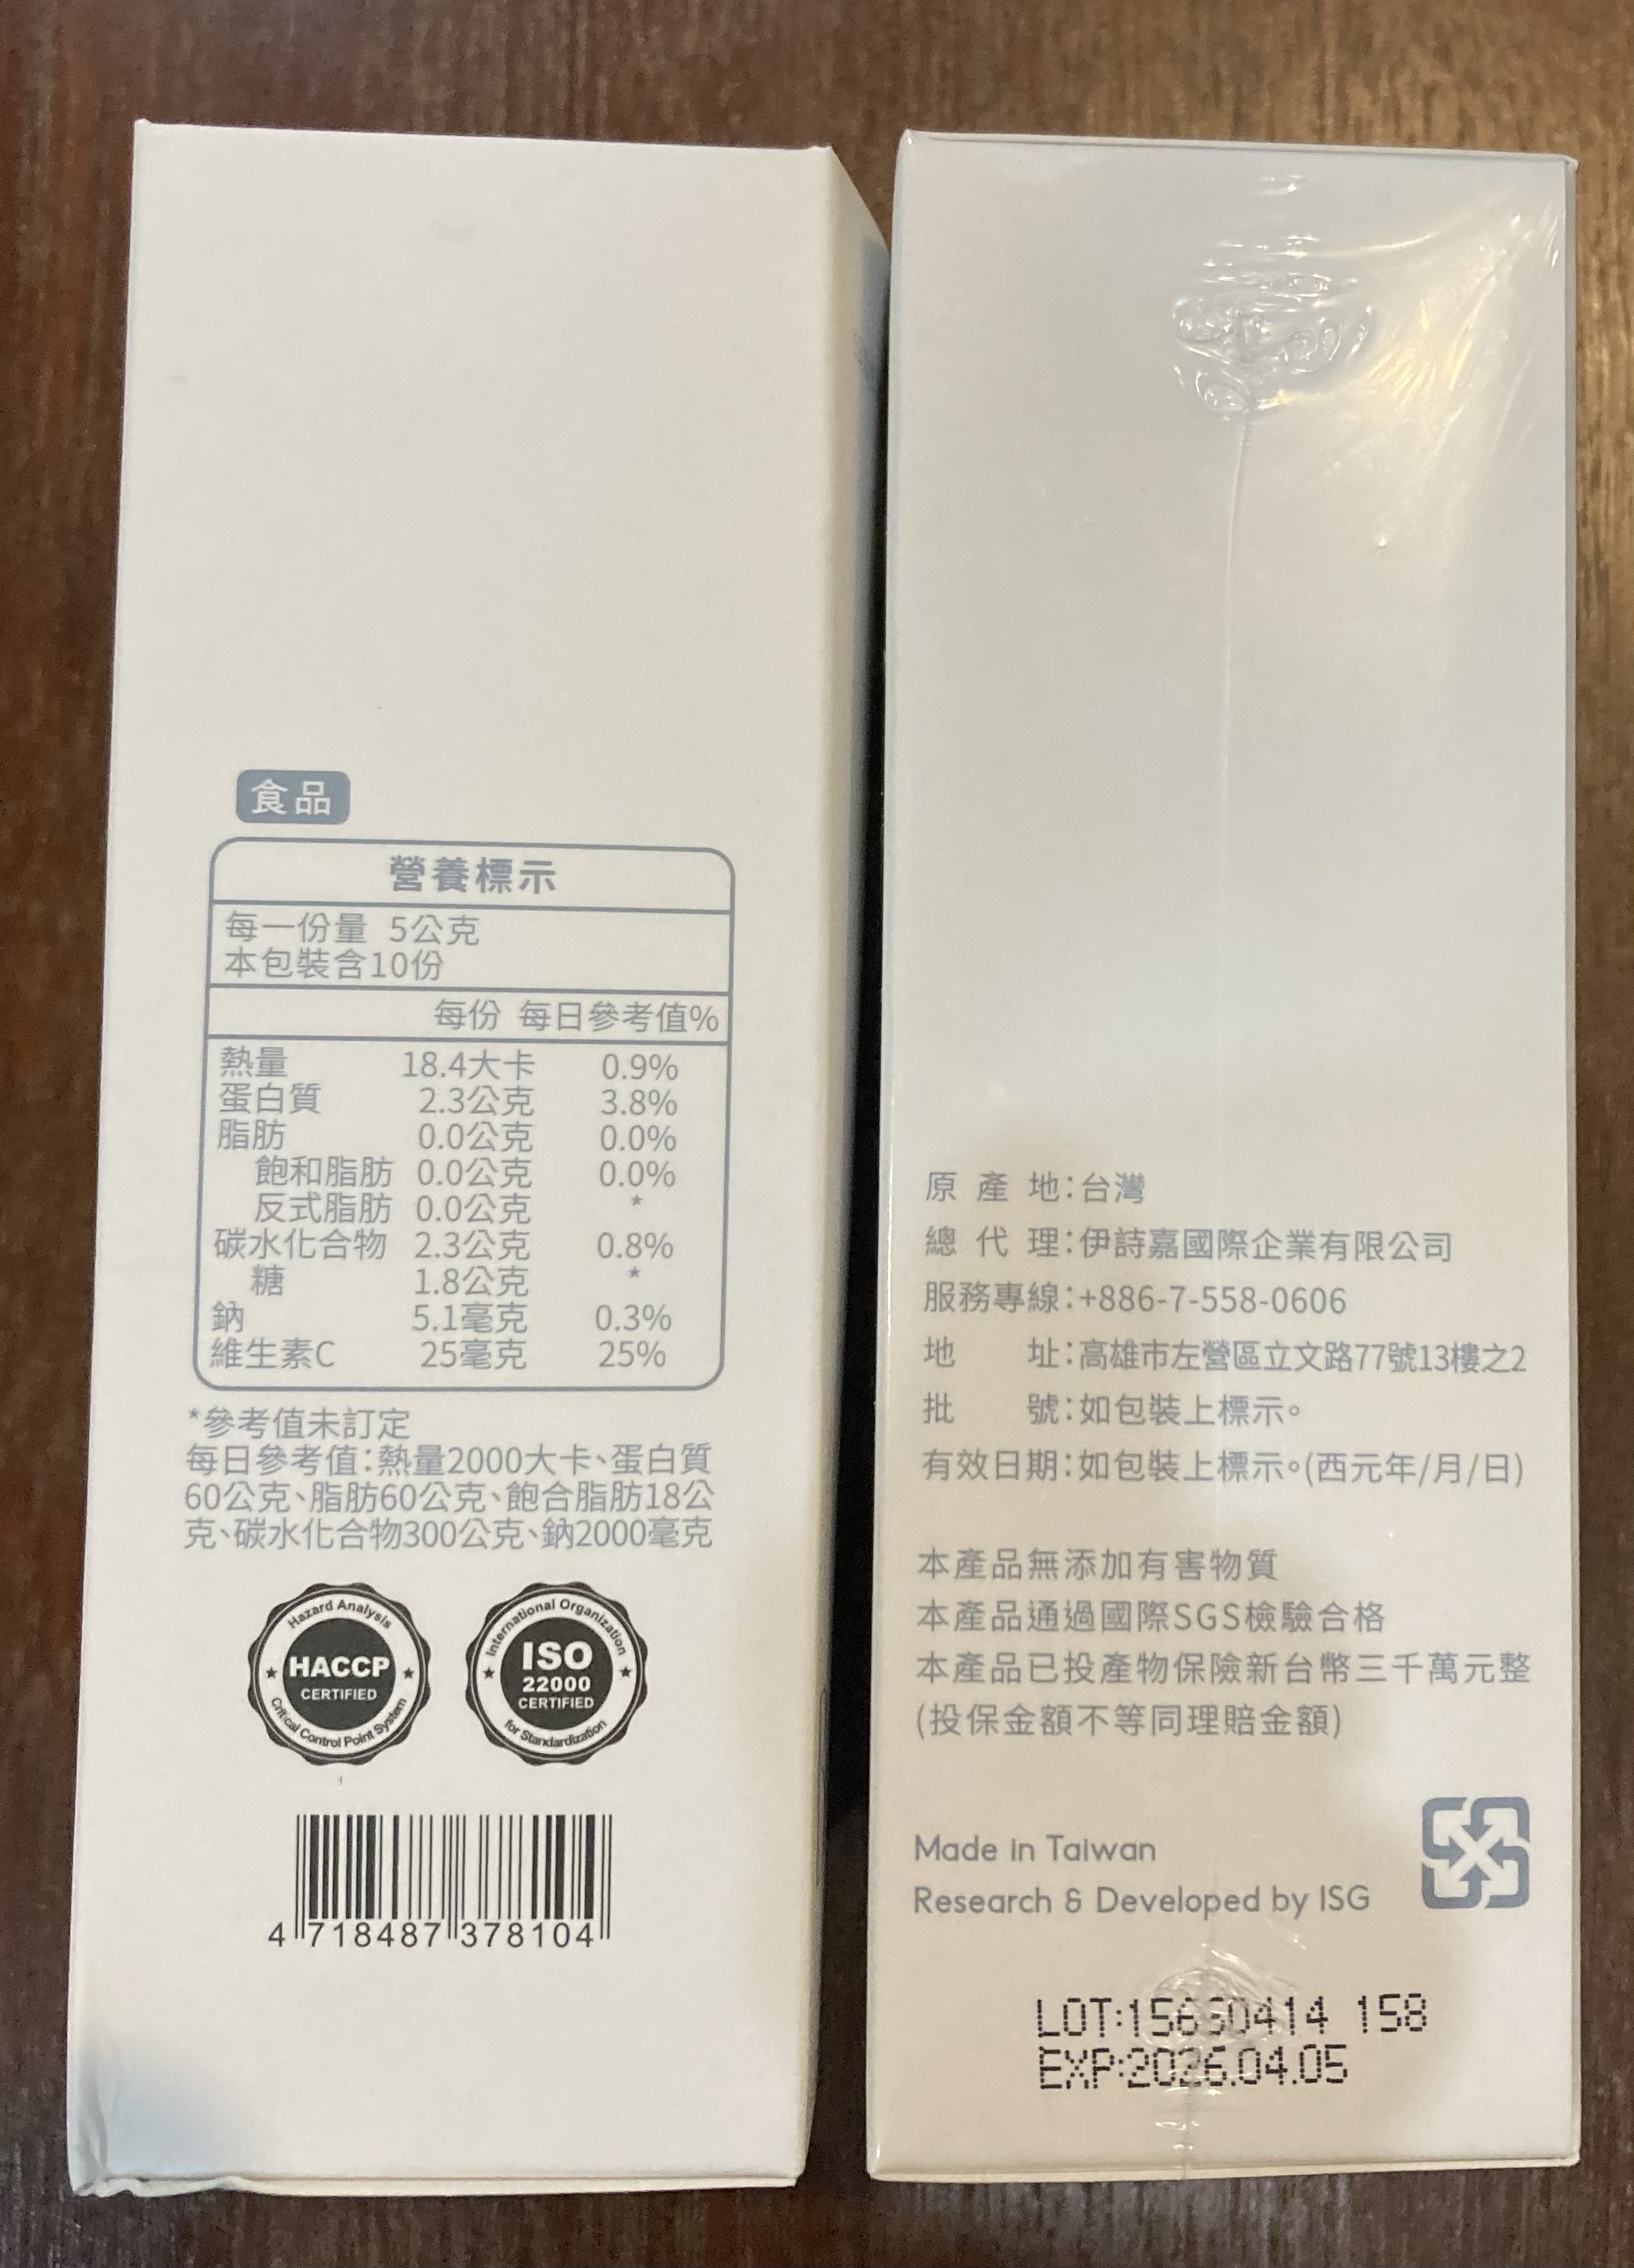 食品
營養標示
每一份量 5公克
本包裝含10份
每份 每日參考值%
熱量 18.4大卡 0.9%
蛋白質 2.3公克 3.8%
脂肪 0.0公克 0.0%
飽和脂肪 0.0公克 0.0%
反式脂肪 0.0公克 *
碳水化合物 2.3公克 0.8%
糖 1.8公克 *
鈉 5.1毫克 0.3%
維生素C 25毫克 25%
*參考值未訂定
每日參考值:熱量2000大卡、蛋白質
60公克、脂肪60公克、飽合脂肪18公
克、碳水化合物300公克、鈉2000毫克
Hazard Analysis
HACCP
CERTIFIED
Critical Control Point System
International Organization
ISO
22000
CERTIFIED
for Standardization
4 718487 378104
原產地:台灣
總代理:伊詩嘉國際企業有限公司
服務專線:+886-7-558-0606
地址:高雄市左營區立文路77號13樓之2
批號:如包裝上標示。
有效日期:如包裝上標示。(西元年/月/日)
本產品無添加有害物質
本產品通過國際SGS檢驗合格
本產品已投產物保險新台幣三千萬元整
(投保金額不等同理賠金額)
Made in Taiwan
Research & Developed by ISG
LOT:15630414 158
EXP:2026.04.05